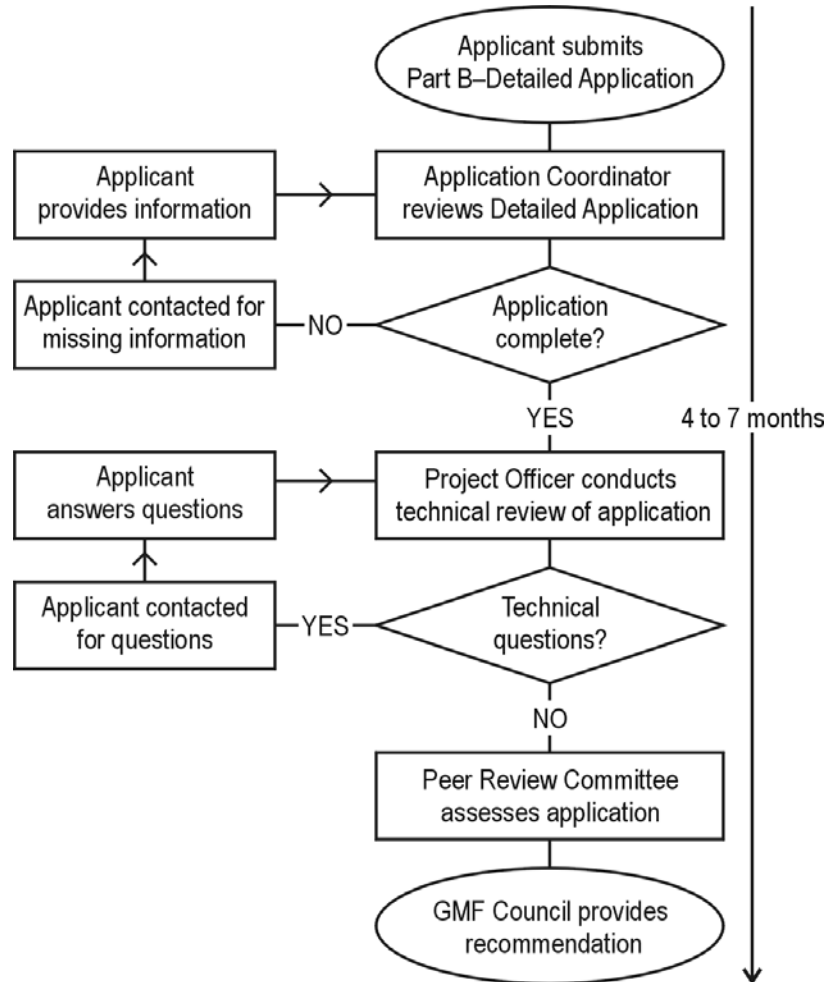 Applicant submits
Part B–Detailed Application
Applicant
provides information
Application Coordinator
reviews Detailed Application
Applicant contacted for
missing information
NO
Application
complete?
YES
4 to 7 months
Applicant
answers questions
Project Officer conducts
technical review of application
Applicant contacted
for questions
YES
Technical
questions?
NO
Peer Review Committee
assesses application
GMF Council provides
recommendation